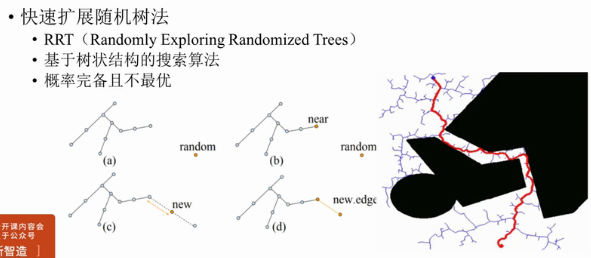 • 快速扩展随机树法
• RRT（Randomly Exploring Randomized Trees）
• 基于树状结构的搜索算法
• 概率完备且不最优
near
random
random
(a)
(b)
new
new.edge
(c)
(d)
开课内容会
于公众号
新智造 ]